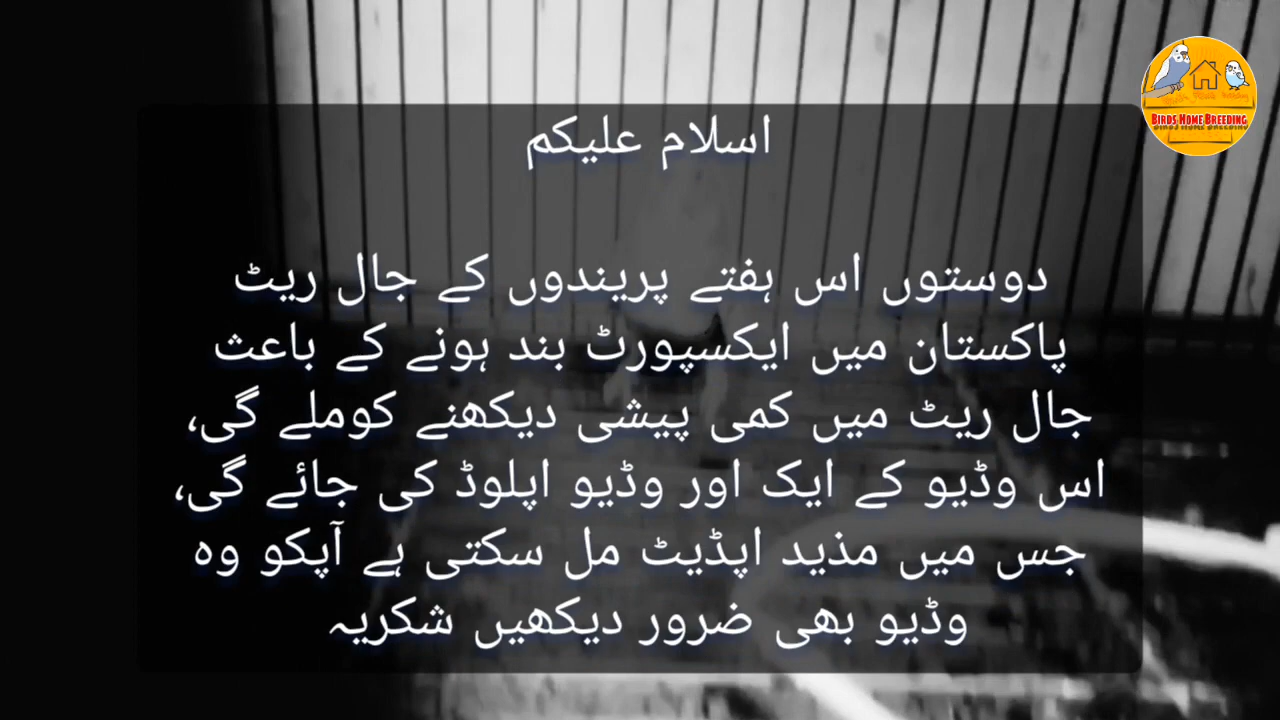 اسلام علیکم
دوستوں اس ہفتے پریندوں کے جال ریٹ
پاکستان میں ایکسپورٹ بند ہونے کے باعث
جال ریٹ میں کمی پیشی دیکھنے کوملے گی،
اس وڈیو کے ایک اور وڈیو اپلوڈ کی جائے گی،
جس میں مذید اپڈیٹ مل سکتی ہے آپکو وہ
وڈیو بھی ضرور دیکھیں شکریہ
BIRDS HOME BREEDING